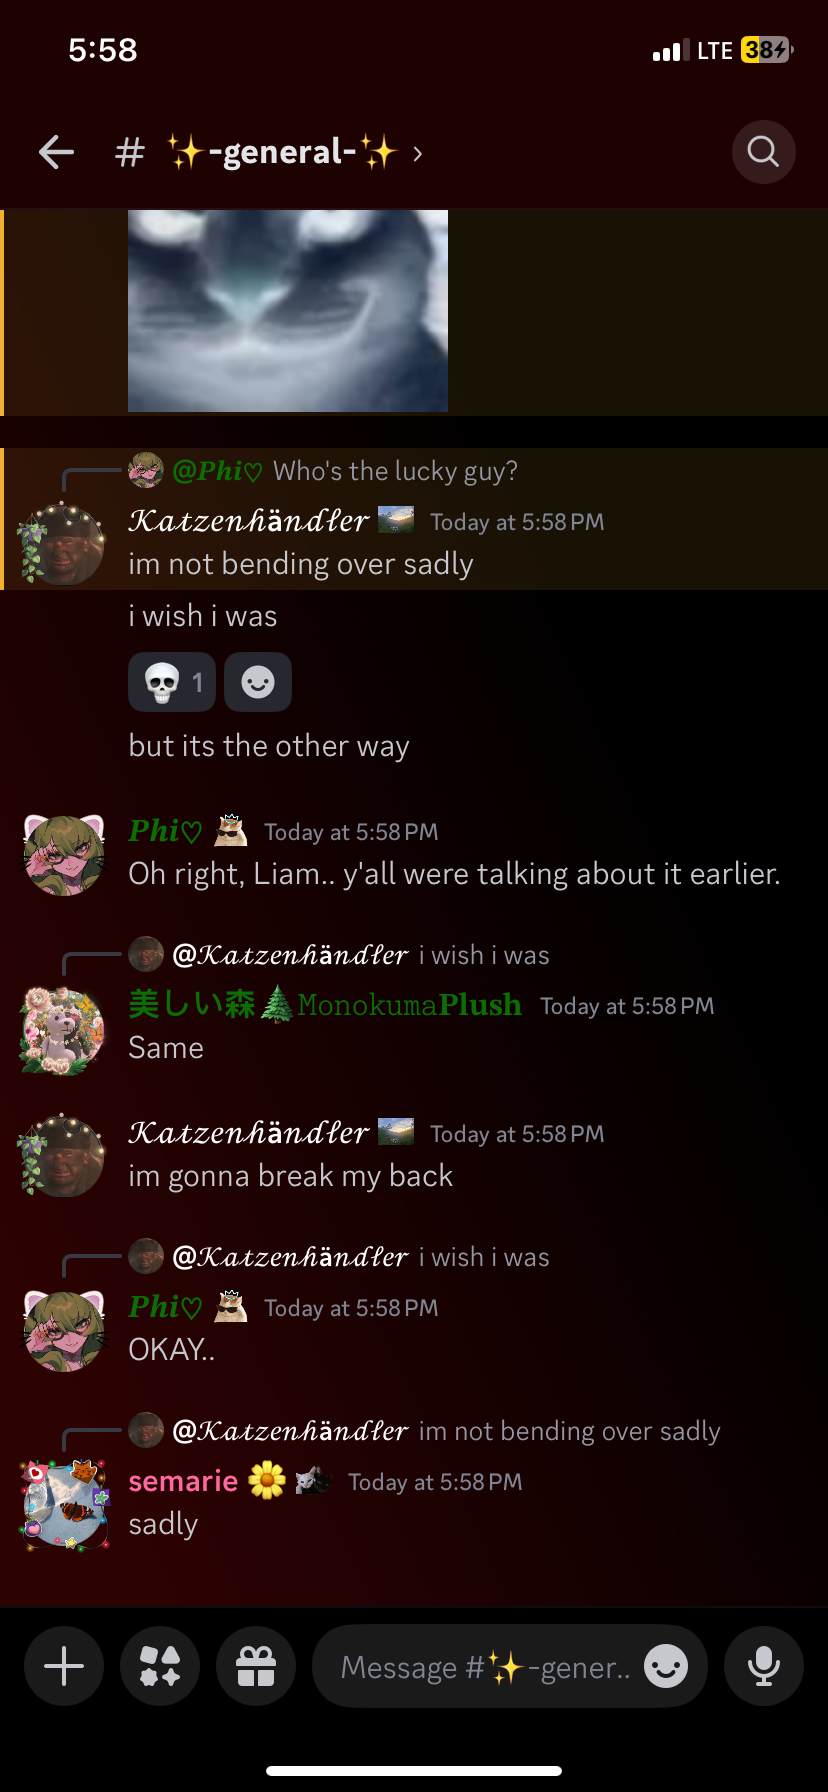 5:58
LTE 38
# ✨-general-✨ ›
@Phi♡ Who's the lucky guy?
Katzenhändler Today at 5:58 PM
im not bending over sadly
i wish i was
💀 1
but its the other way
Phi♡ Today at 5:58 PM
Oh right, Liam.. y'all were talking about it earlier.
@Katzenhändler i wish i was
美しい森🌲MonokumaPlush Today at 5:58 PM
Same
Katzenhändler Today at 5:58 PM
im gonna break my back
@Katzenhändler i wish i was
Phi♡ Today at 5:58 PM
OKAY..
@Katzenhändler im not bending over sadly
semarie 🌼 Today at 5:58 PM
sadly
Message #✨-gener..